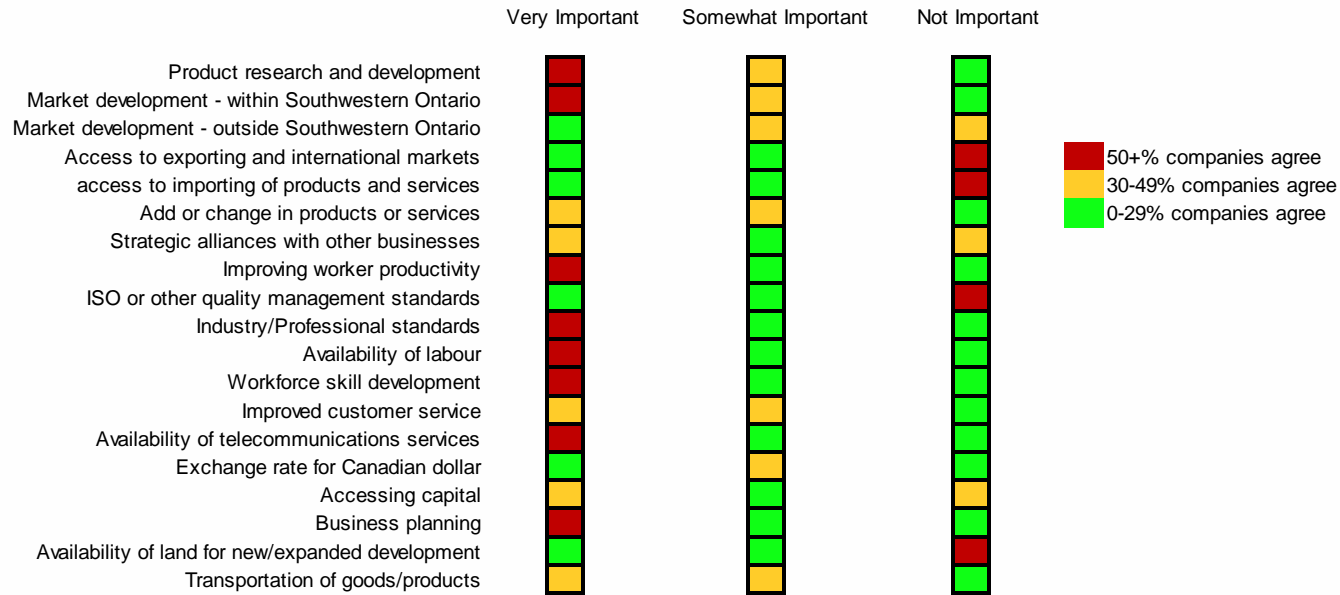 Very Important Somewhat Important Not Important
Product research and development
Market development - within Southwestern Ontario
Market development - outside Southwestern Ontario
Access to exporting and international markets
access to importing of products and services
Add or change in products or services
Strategic alliances with other businesses
Improving worker productivity
ISO or other quality management standards
Industry/Professional standards
Availability of labour
Workforce skill development
Improved customer service
Availability of telecommunications services
Exchange rate for Canadian dollar
Accessing capital
Business planning
Availability of land for new/expanded development
Transportation of goods/products
50+% companies agree
30-49% companies agree
0-29% companies agree